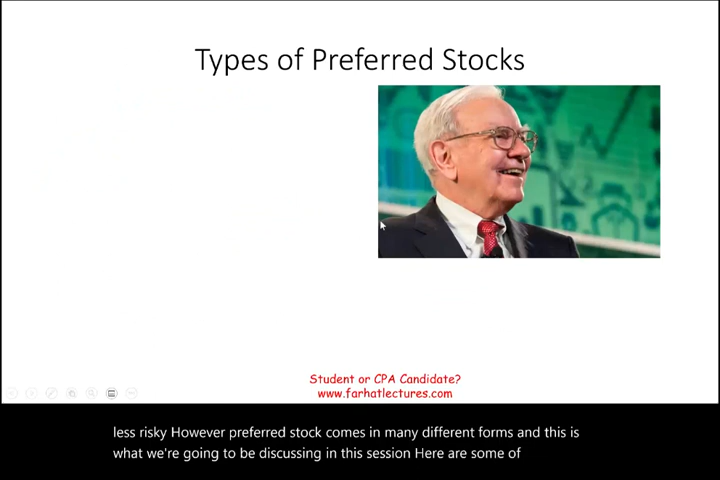 Types of Preferred Stocks
Student or CPA Candidate?
www.farhatlectures.com
less risky However preferred stock comes in many different forms and this is
what we're going to be discussing in this session Here are some of